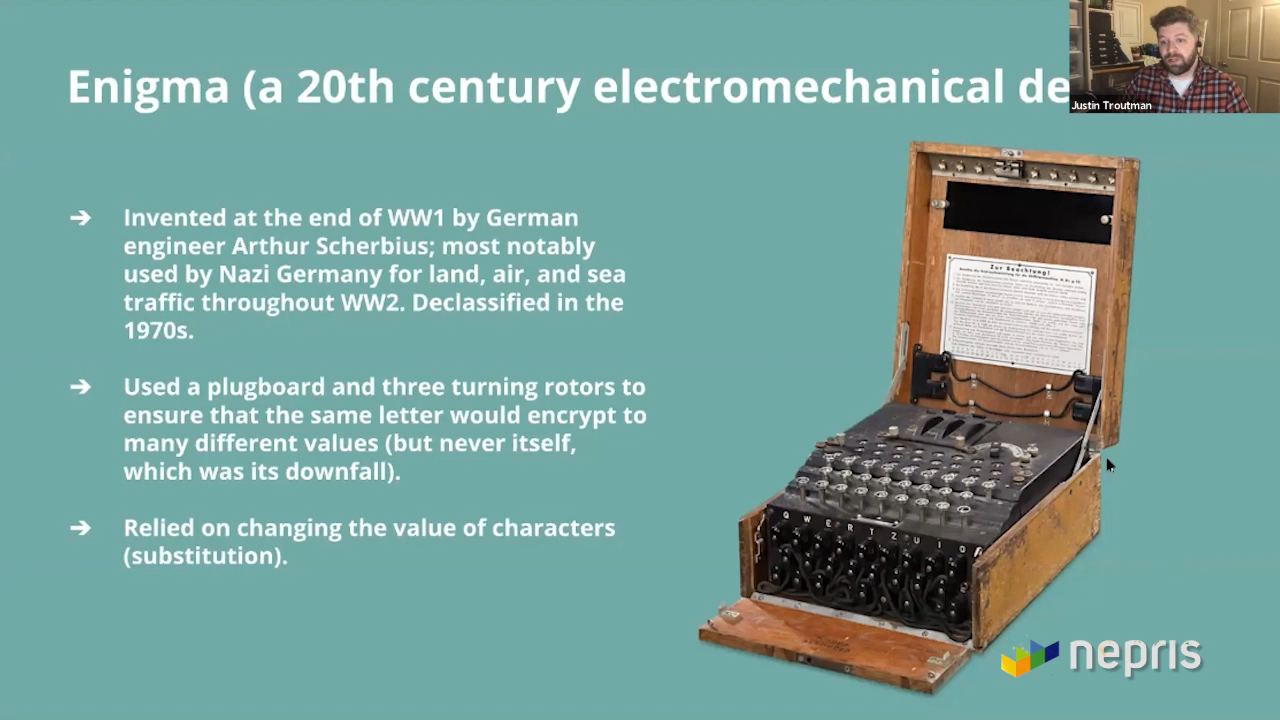 Enigma (a 20th century electromechanical de
Justin Troutman
➔ Invented at the end of WW1 by German
engineer Arthur Scherbius; most notably
used by Nazi Germany for land, air, and sea
traffic throughout WW2. Declassified in the
1970s.
➔ Used a plugboard and three turning rotors to
ensure that the same letter would encrypt to
many different values (but never itself,
which was its downfall).
➔ Relied on changing the value of characters
(substitution).
Zur Beachtung!
Q W E R T Z U I O
nepris